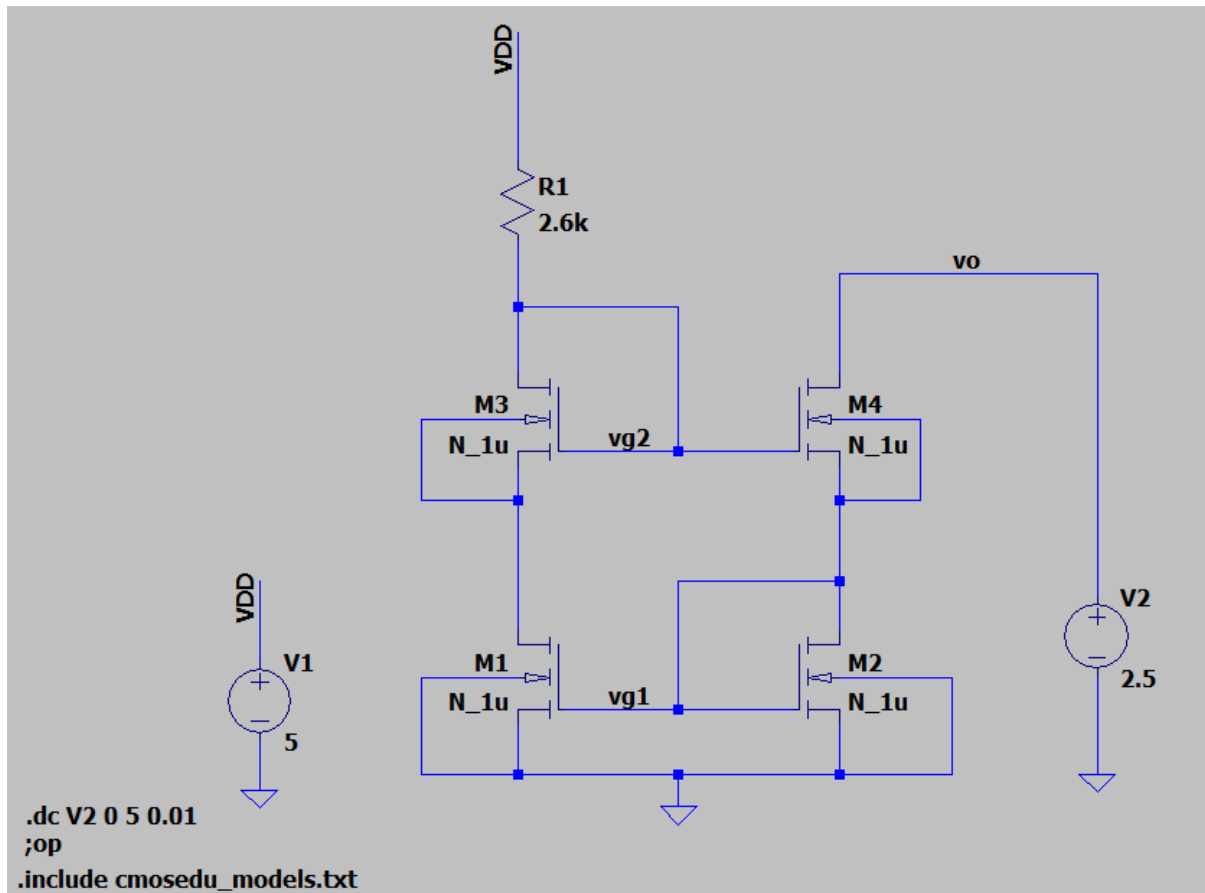 VDD
R1
2.6k
vo
M3
M4
N_1u
vg2
N_1u
VDD
V1
5
M1
M2
N_1u
vg1
N_1u
V2
2.5
.dc V2 0 5 0.01
;op
.include cmosedu_models.txt